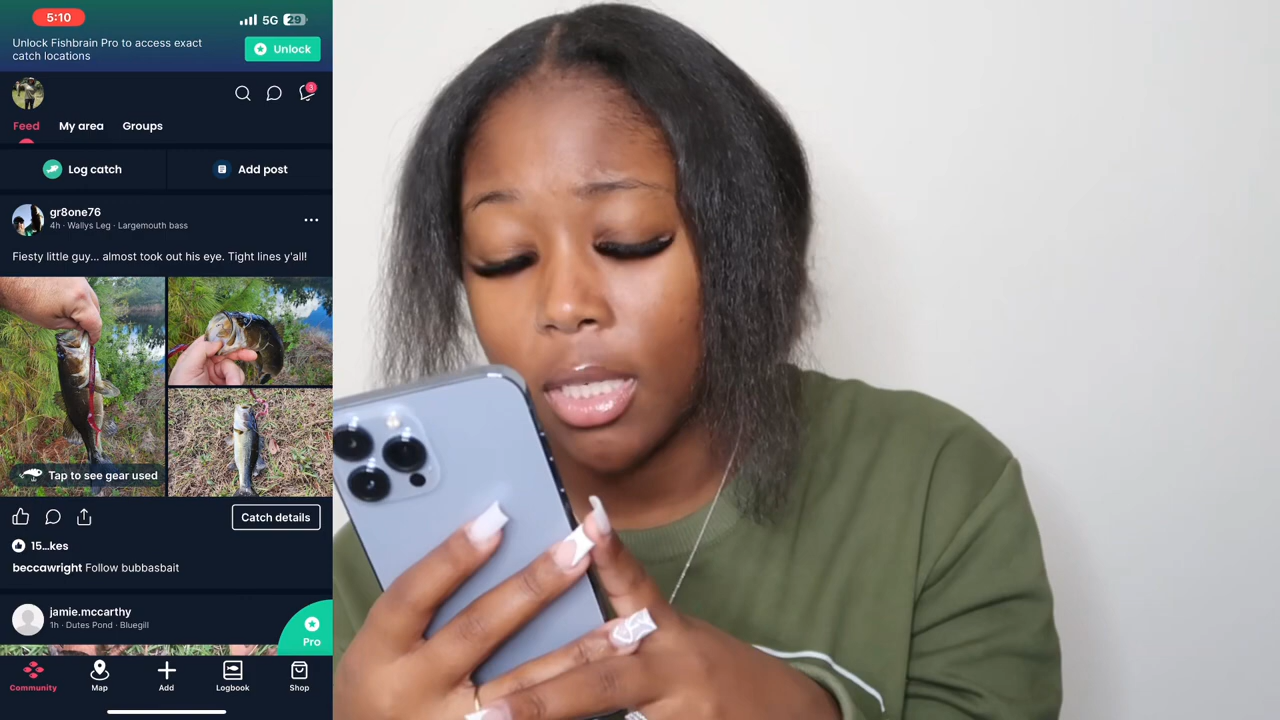 5:10
5G
29
Unlock Fishbrain Pro to access exact
catch locations
Unlock
3
Feed
My area
Groups
Log catch
Add post
gr8one76
4h · Wallys Leg · Largemouth bass
Fiesty little guy... almost took out his eye. Tight lines y'all!
Tap to see gear used
Catch details
15...kes
beccawright Follow bubbasbait
jamie.mccarthy
1h · Dutes Pond · Bluegill
Pro
Community
Map
Add
Logbook
Shop